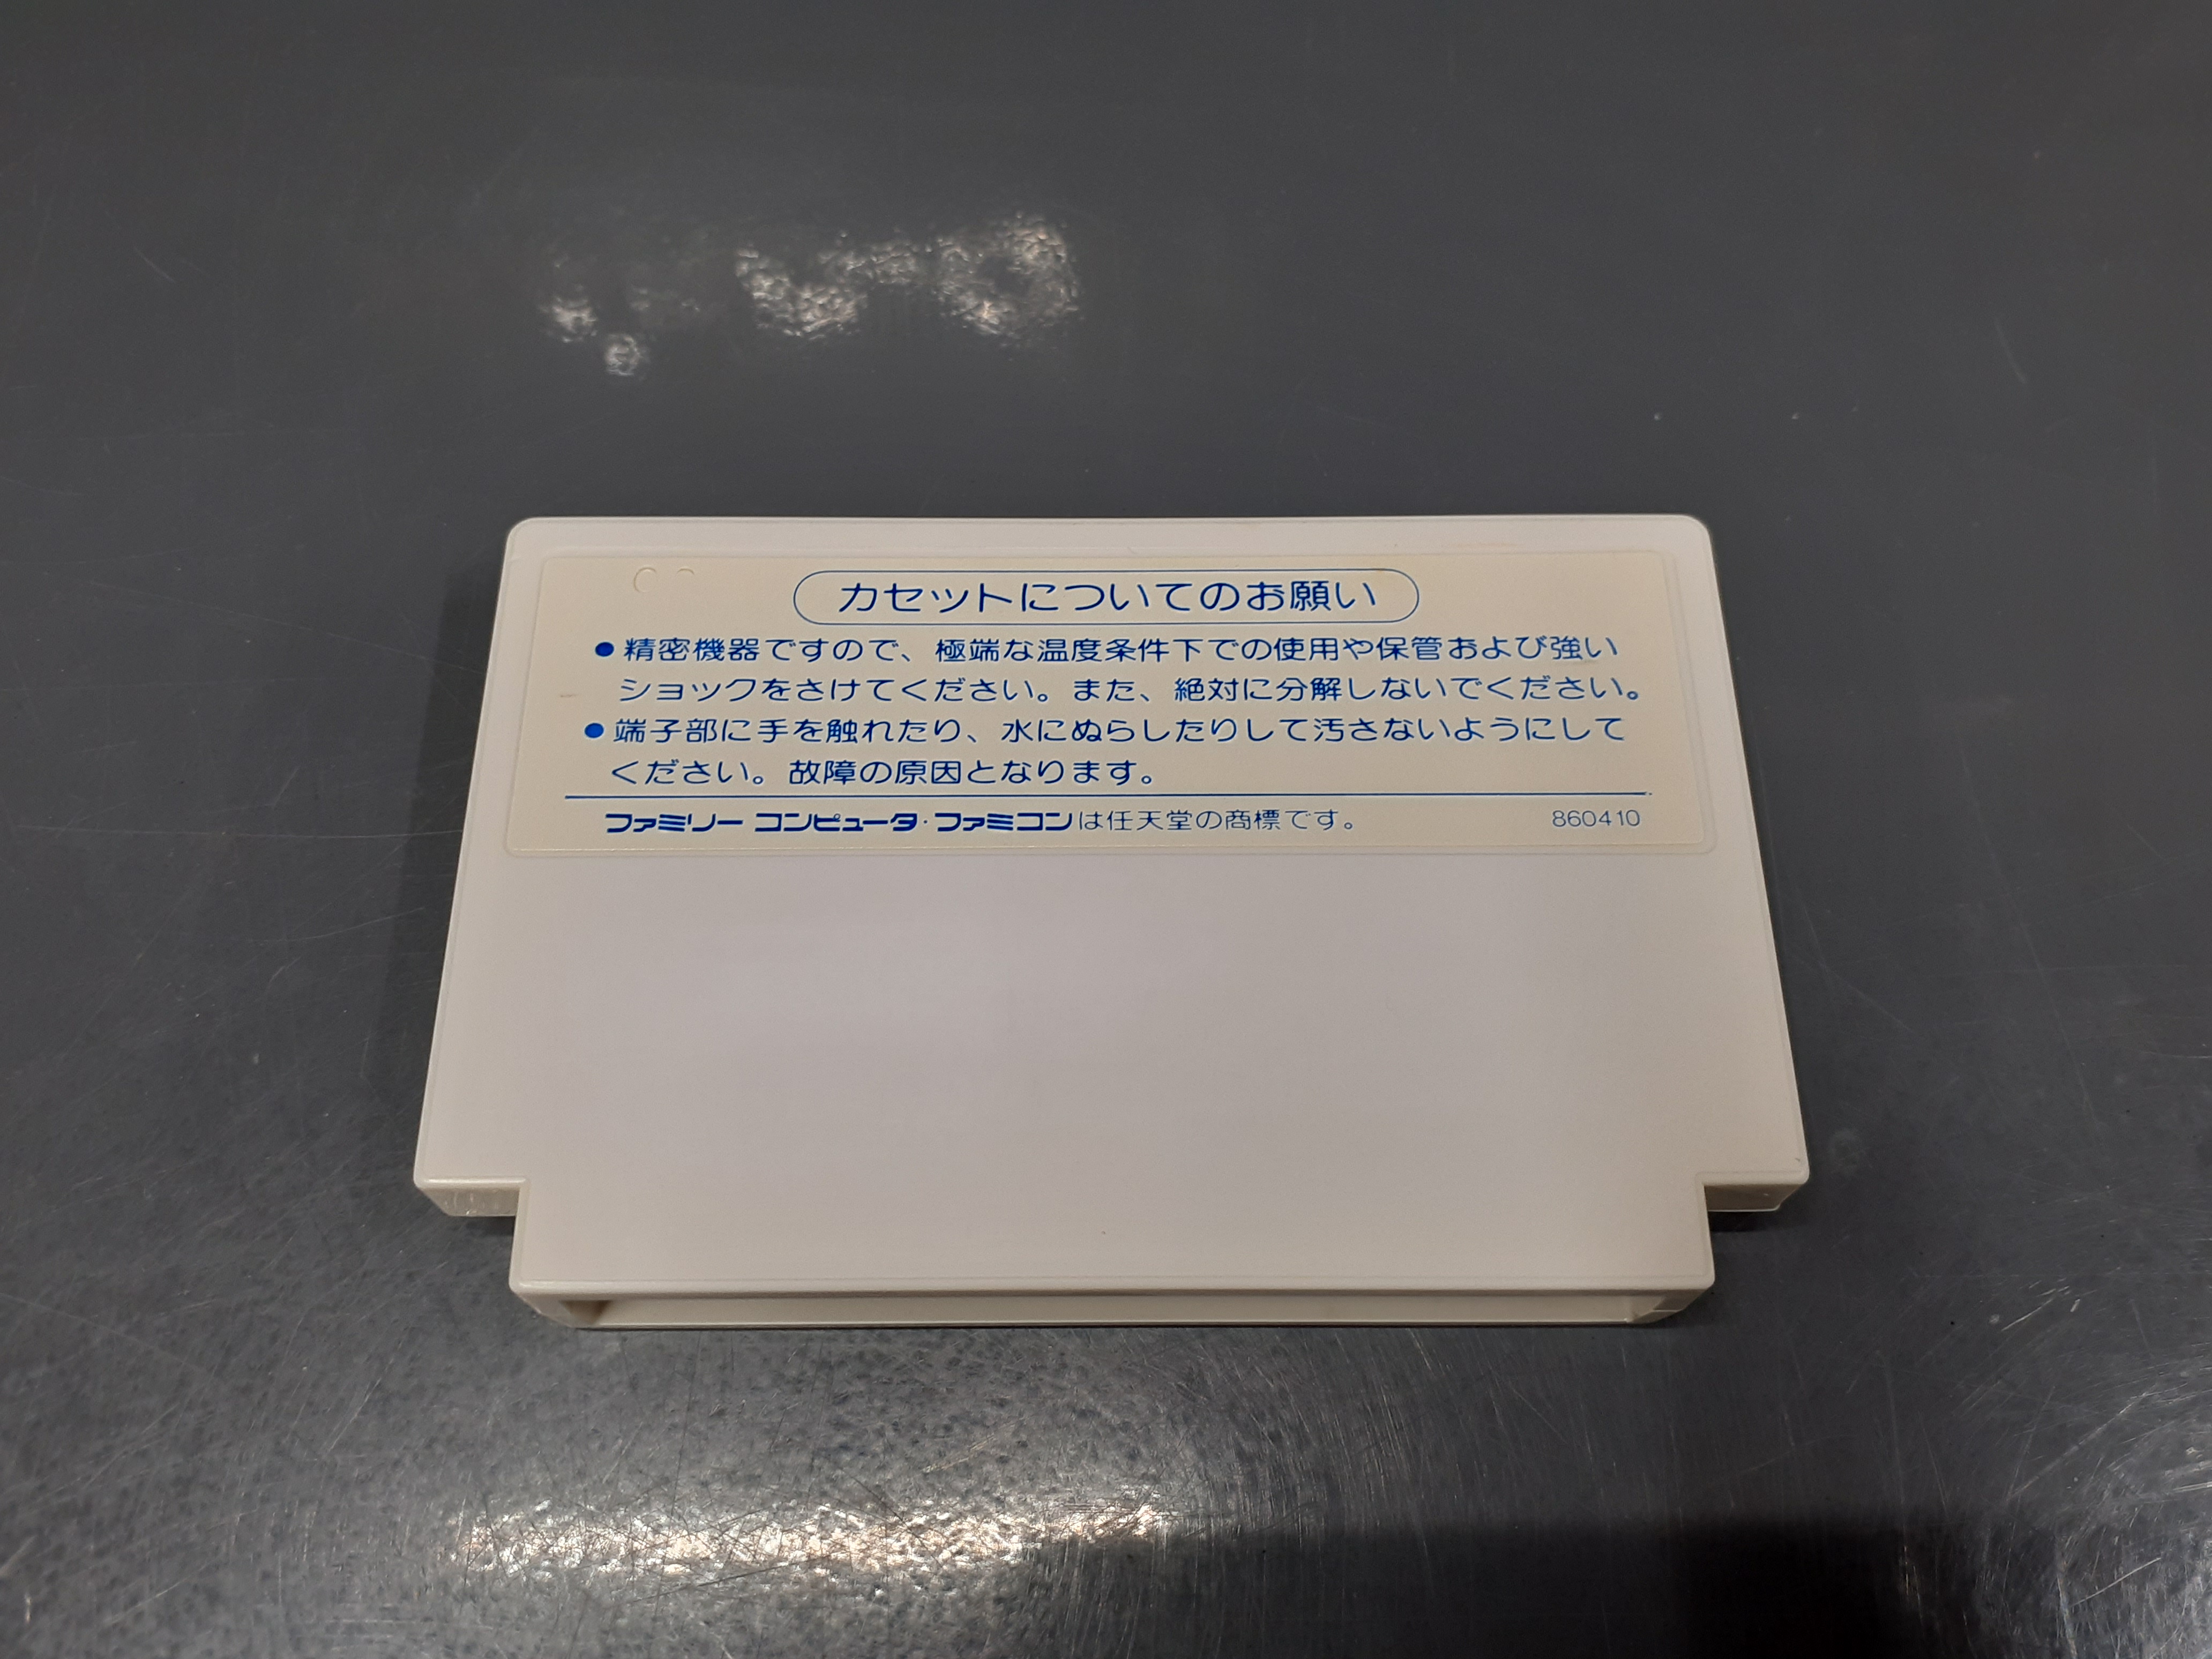 カセットについてのお願い
●精密機器ですので、極端な温度条件下での使用や保管および強い
ショックをさけてください。また、絶対に分解しないでください。
●端子部に手を触れたり、水にぬらしたりして汚さないようにして
ください。故障の原因となります。
ファミリー コンピュータ・ファミコンは任天堂の商標です。 860410